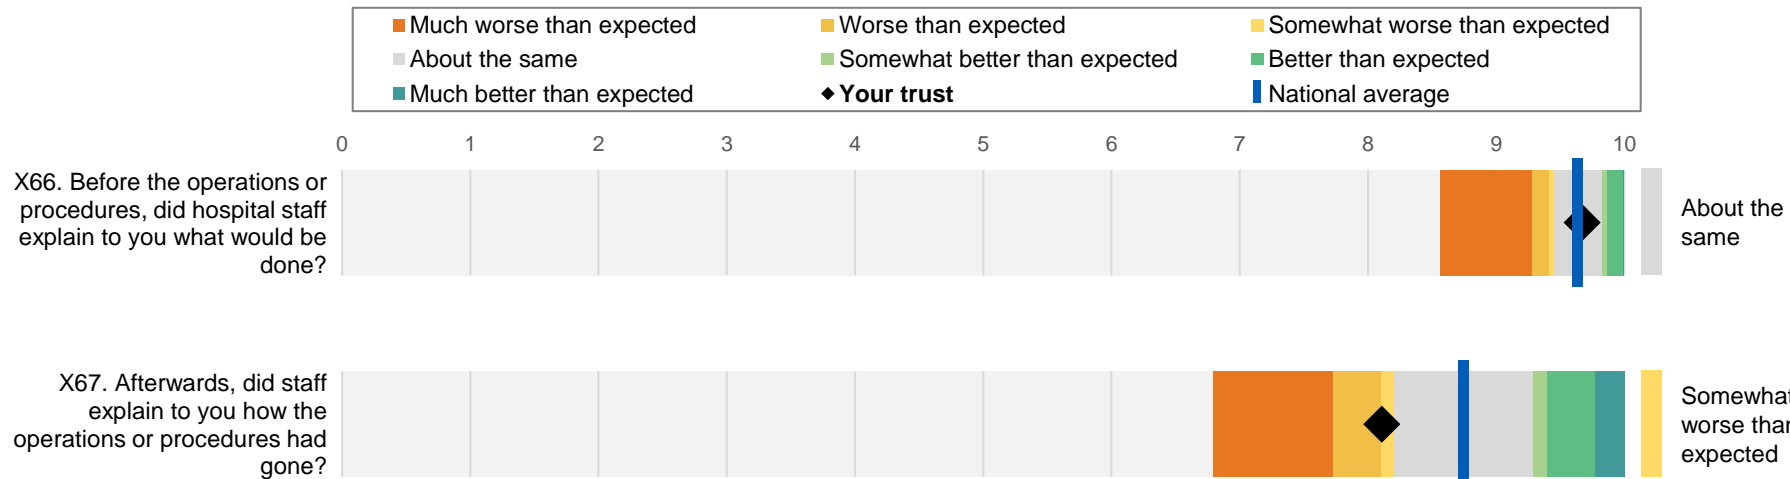 Much worse than expected
Worse than expected
Somewhat worse than expected
About the same
Somewhat better than expected
Better than expected
Much better than expected
Your trust
National average
0 1 2 3 4 5 6 7 8 9 10
X66. Before the operations or
procedures, did hospital staff
explain to you what would be
done?
About the
same
X67. Afterwards, did staff
explain to you how the
operations or procedures had
gone?
Somewhat
worse than
expected